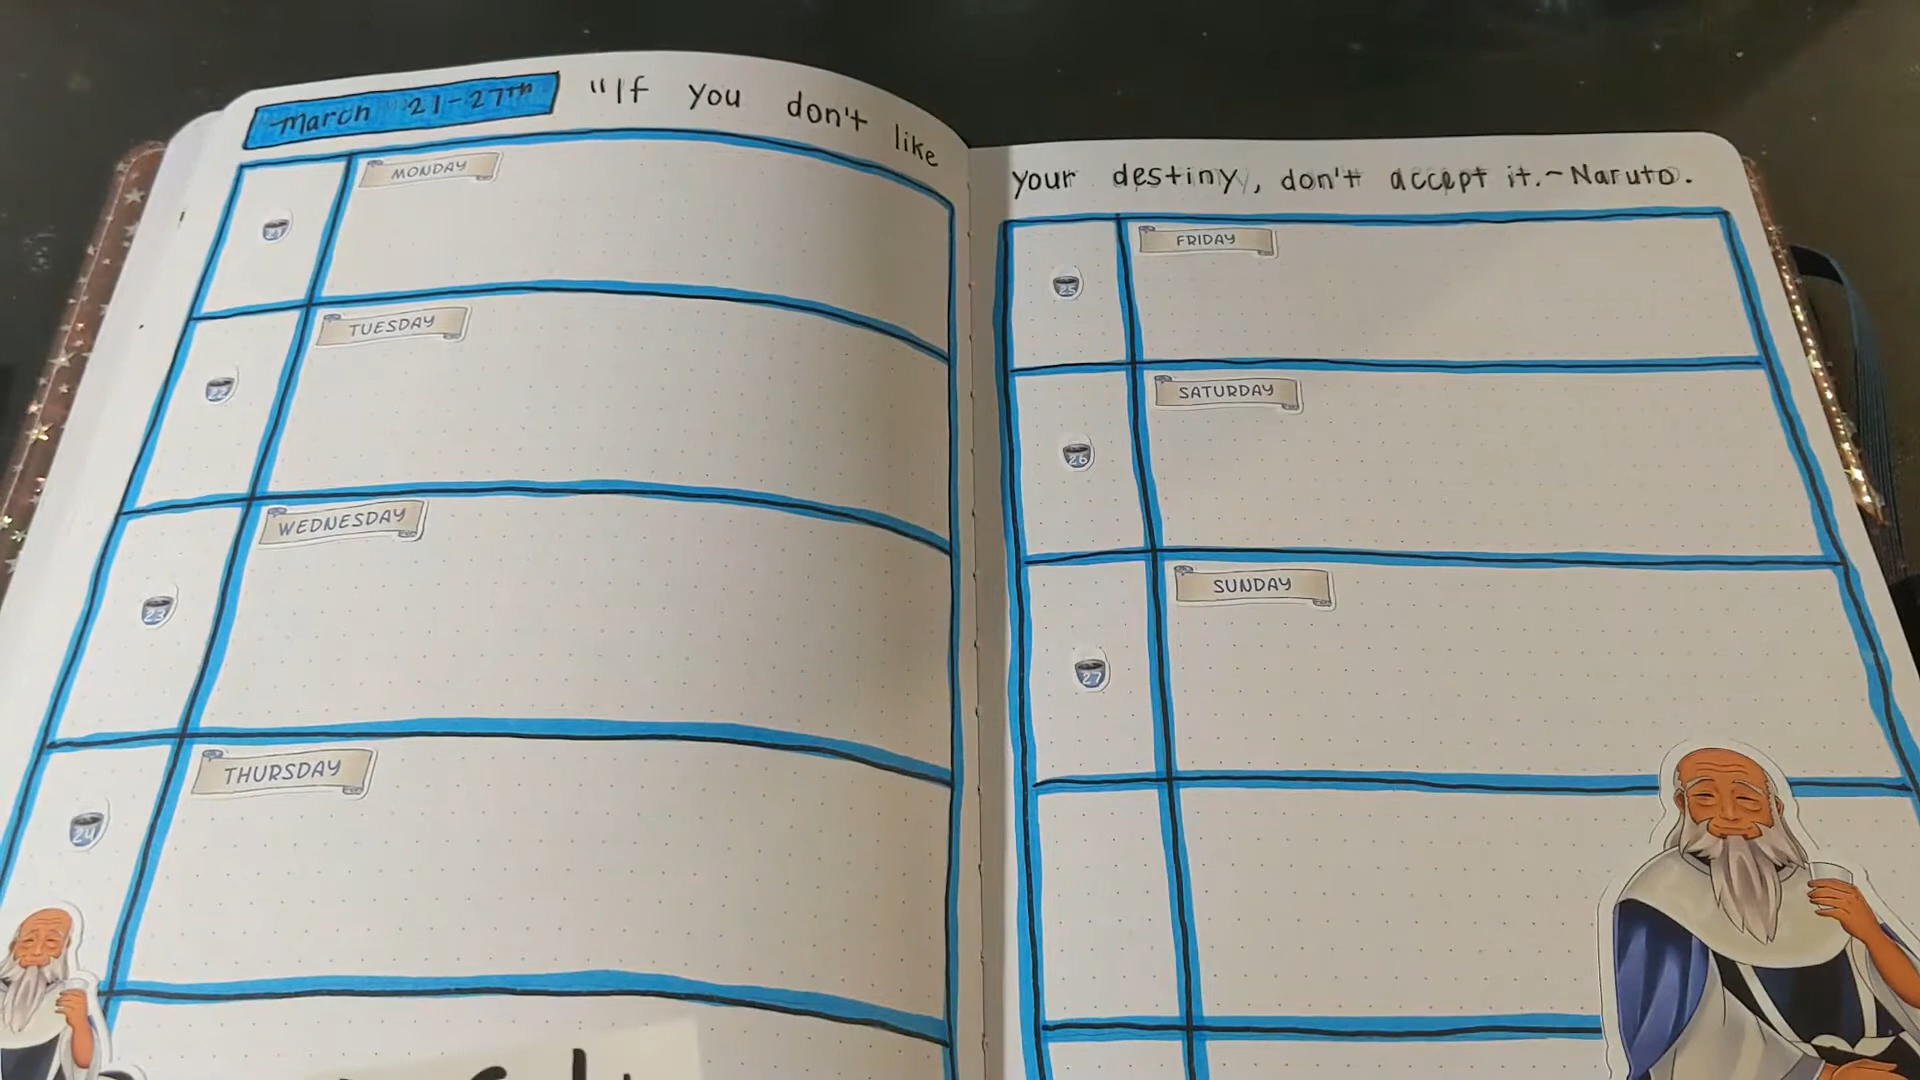 March 21-27th
"If you don't like
your destiny, don't accept it.~Naruto.
MONDAY
21
TUESDAY
22
WEDNESDAY
23
THURSDAY
24
FRIDAY
25
SATURDAY
26
SUNDAY
27